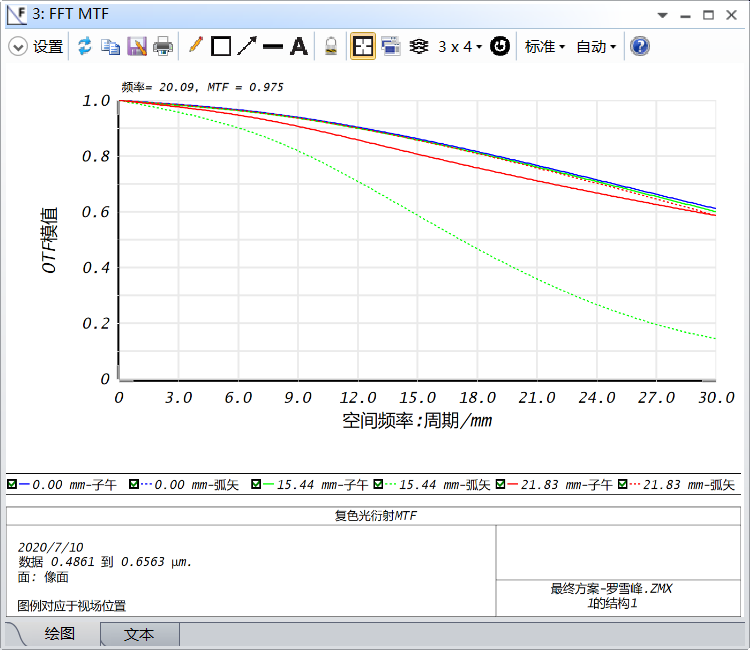 3: FFT MTF
设置 A 3 x 4 标准 自动 ?
频率= 20.09, MTF = 0.975
1.0
0.8
0.6
0.4
0.2
0
OTF模值
0 3.0 6.0 9.0 12.0 15.0 18.0 21.0 24.0 27.0 30.0
空间频率:周期/mm
0.00 mm-子午 0.00 mm-弧矢 15.44 mm-子午 15.44 mm-弧矢 21.83 mm-子午 21.83 mm-弧矢
复色光衍射MTF
2020/7/10
数据 0.4861 到 0.6563 µm.
面: 像面
图例对应于视场位置
最终方案-罗雪峰.ZMX
1的结构1
绘图 文本